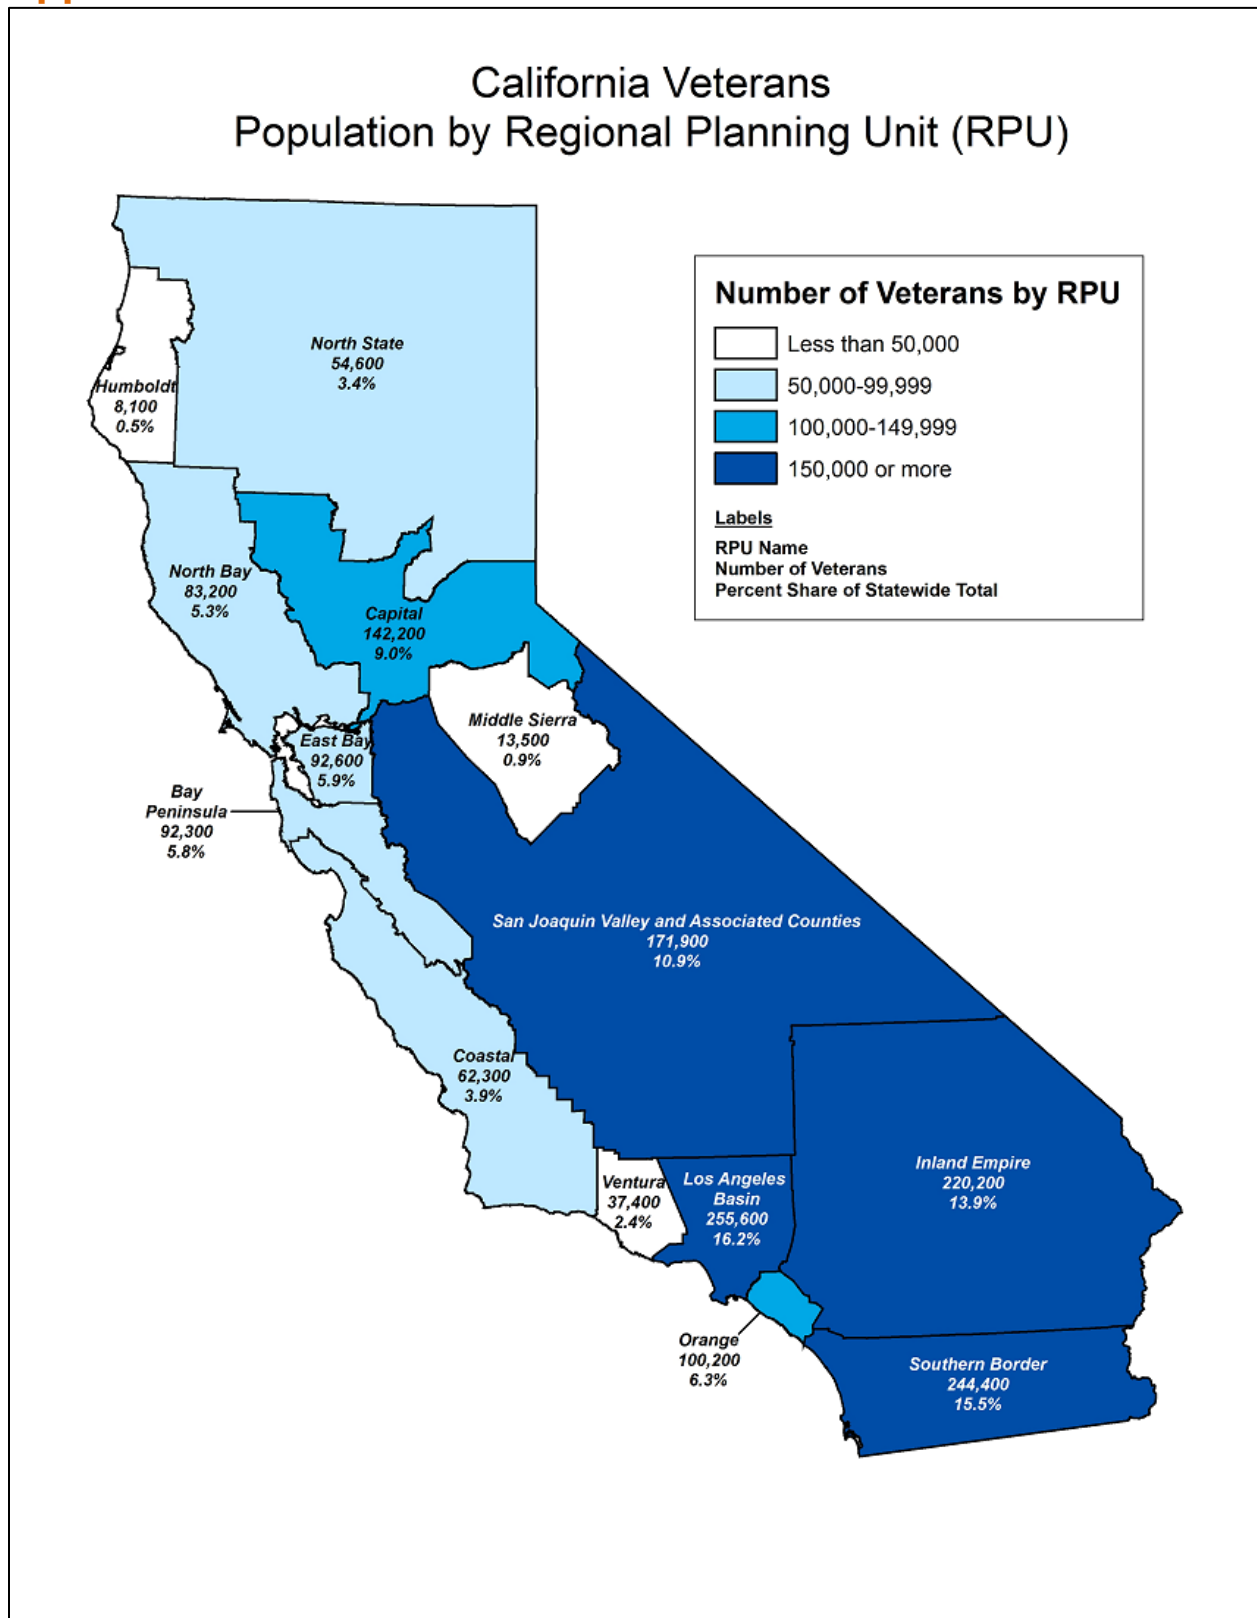 California Veterans
Population by Regional Planning Unit (RPU)
Number of Veterans by RPU
Less than 50,000
50,000-99,999
100,000-149,999
150,000 or more
Labels
RPU Name
Number of Veterans
Percent Share of Statewide Total
North State
54,600
3.4%
Humboldt
8,100
0.5%
North Bay
83,200
5.3%
Capital
142,200
9.0%
Middle Sierra
13,500
0.9%
East Bay
92,600
5.9%
Bay
Peninsula
92,300
5.8%
San Joaquin Valley and Associated Counties
171,900
10.9%
Coastal
62,300
3.9%
Ventura
37,400
2.4%
Los Angeles
Basin
255,600
16.2%
Inland Empire
220,200
13.9%
Orange
100,200
6.3%
Southern Border
244,400
15.5%